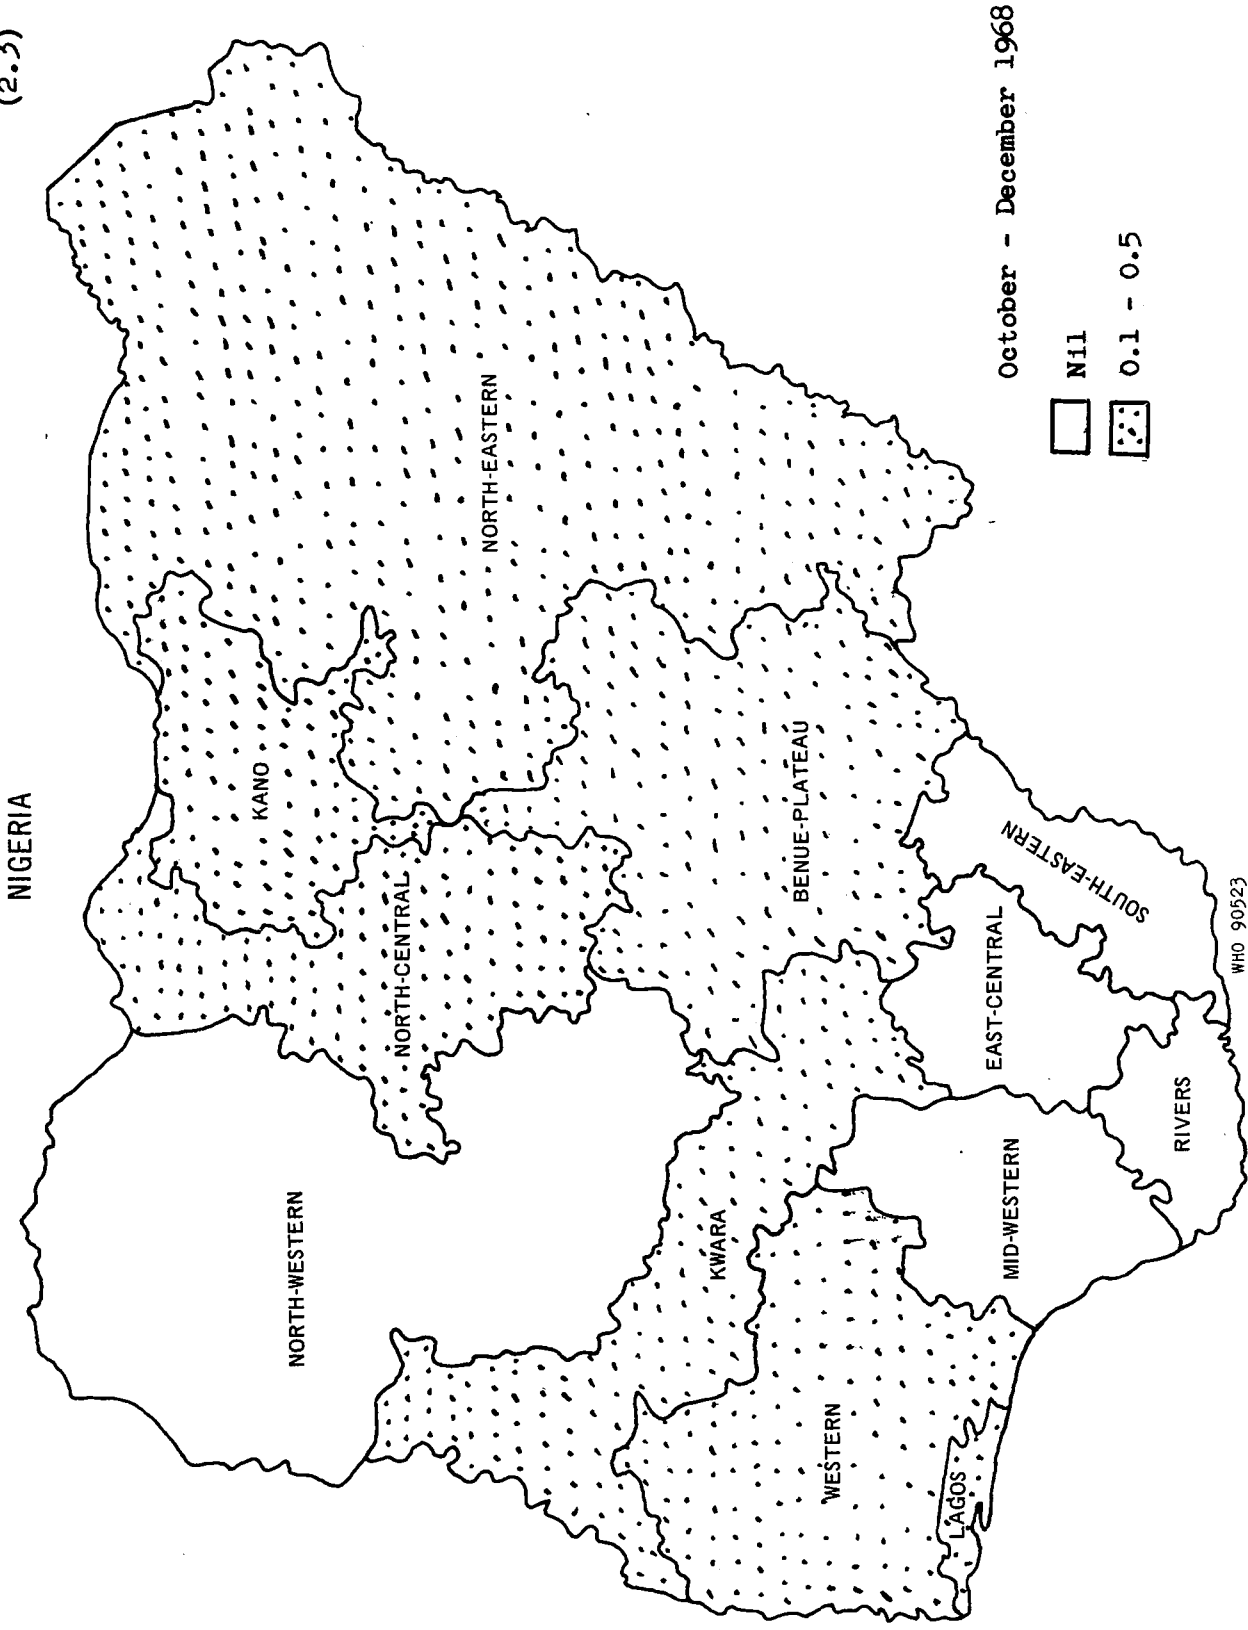 (2.3)
NIGERIA
NORTH-WESTERN
NORTH-CENTRAL
KANO
NORTH-EASTERN
KWARA
BENUE-PLATEAU
WESTERN
LAGOS
MID-WESTERN
EAST-CENTRAL
SOUTH-EASTERN
RIVERS
October - December 1968
Nil
0.1 - 0.5
WHO 90523